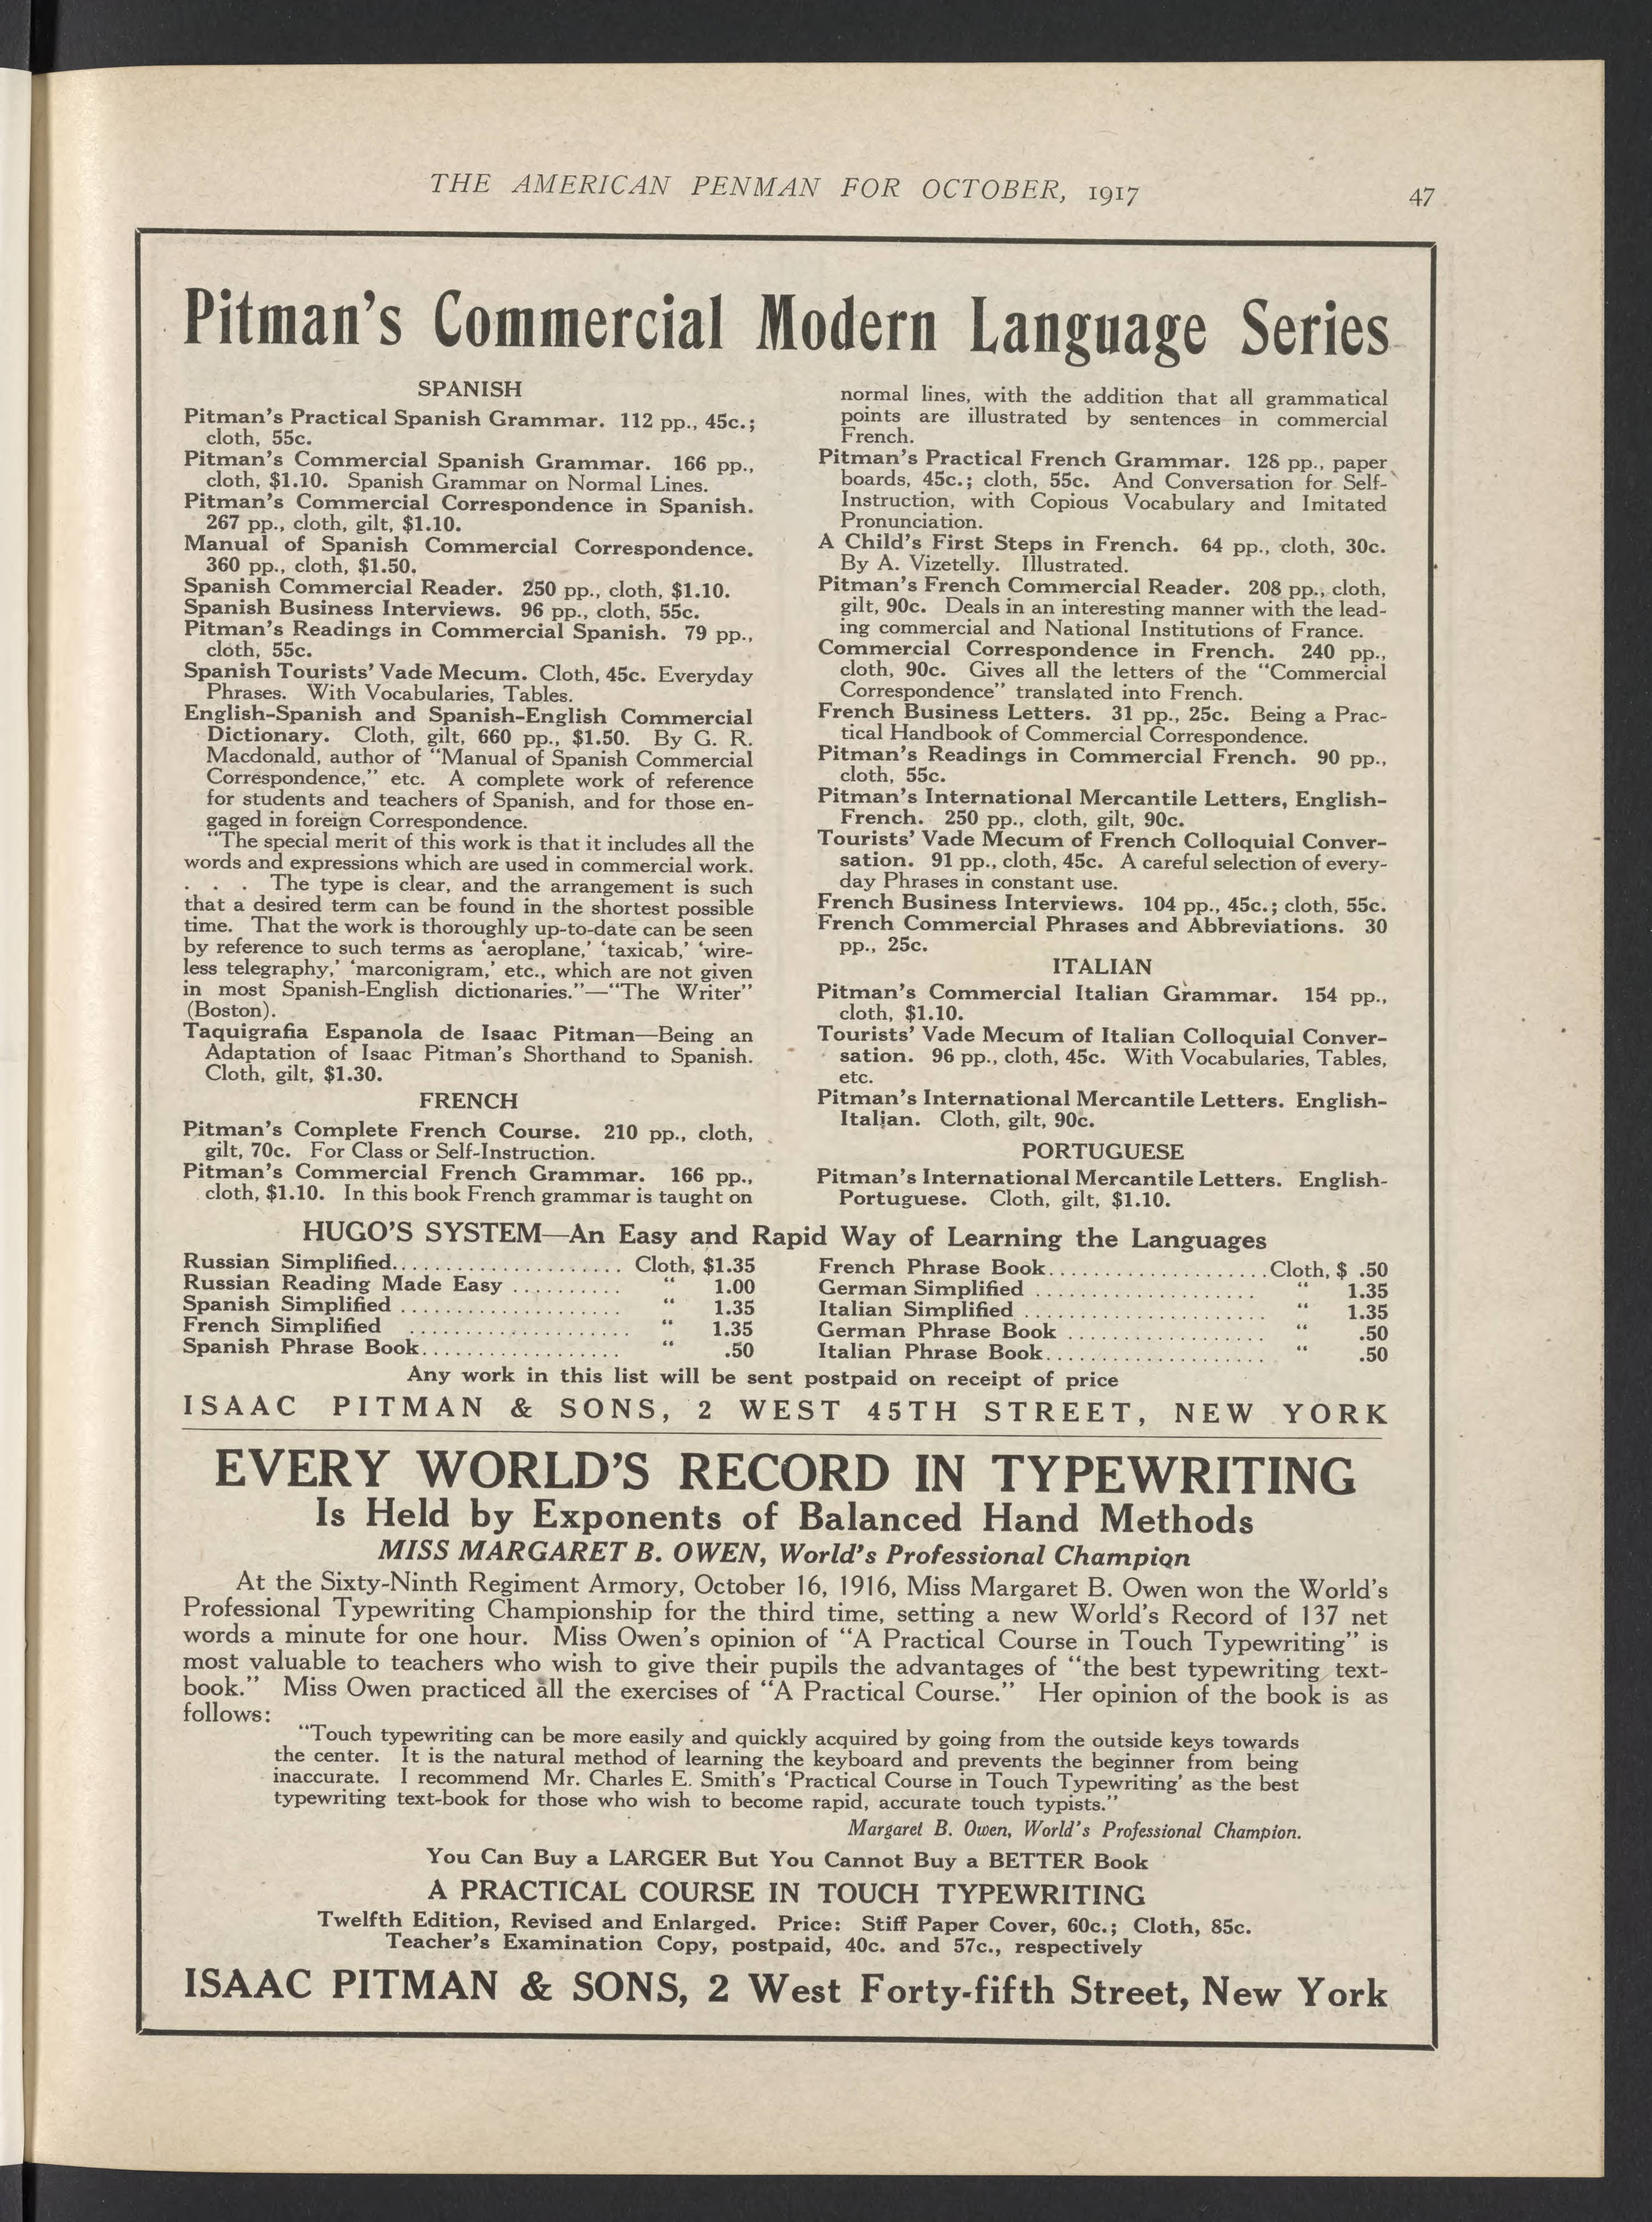 THE AMERICAN PENMAN FOR OCTOBER, 1917
47
Pitman's Commercial Modern Language Series
SPANISH
Pitman's Practical Spanish Grammar. 112 pp., 45c.;
cloth, 55c.
Pitman's Commercial Spanish Grammar. 166 pp.,
cloth, $1.10. Spanish Grammar on Normal Lines.
Pitman's Commercial Correspondence in Spanish.
267 pp., cloth, gilt, $1.10.
Manual of Spanish Commercial Correspondence.
360 pp., cloth, $1.50.
Spanish Commercial Reader. 250 pp., cloth, $1.10.
Spanish Business Interviews. 96 pp., cloth, 55c.
Pitman's Readings in Commercial Spanish. 79 pp.,
cloth, 55c.
Spanish Tourists' Vade Mecum. Cloth, 45c. Everyday
Phrases. With Vocabularies, Tables.
English-Spanish and Spanish-English Commercial
Dictionary. Cloth, gilt, 660 pp., $1.50. By G. R.
Macdonald, author of "Manual of Spanish Commercial
Correspondence," etc. A complete work of reference
for students and teachers of Spanish, and for those en-
gaged in foreign Correspondence.
"The special merit of this work is that it includes all the
words and expressions which are used in commercial work.
. . . The type is clear, and the arrangement is such
that a desired term can be found in the shortest possible
time. That the work is thoroughly up-to-date can be seen
by reference to such terms as 'aeroplane,' 'taxicab,' 'wire-
less telegraphy,' 'marconigram,' etc., which are not given
in most Spanish-English dictionaries."—"The Writer"
(Boston).
Taquigrafia Espanola de Isaac Pitman—Being an
Adaptation of Isaac Pitman's Shorthand to Spanish.
Cloth, gilt, $1.30.
FRENCH
Pitman's Complete French Course. 210 pp., cloth,
gilt, 70c. For Class or Self-Instruction.
Pitman's Commercial French Grammar. 166 pp.,
cloth, $1.10. In this book French grammar is taught on
normal lines, with the addition that all grammatical
points are illustrated by sentences in commercial
French.
Pitman's Practical French Grammar. 128 pp., paper
boards, 45c.; cloth, 55c. And Conversation for Self-
Instruction, with Copious Vocabulary and Imitated
Pronunciation.
A Child's First Steps in French. 64 pp., cloth, 30c.
By A. Vizetelly. Illustrated.
Pitman's French Commercial Reader. 208 pp., cloth,
gilt, 90c. Deals in an interesting manner with the lead-
ing commercial and National Institutions of France.
Commercial Correspondence in French. 240 pp.,
cloth, 90c. Gives all the letters of the "Commercial
Correspondence" translated into French.
French Business Letters. 31 pp., 25c. Being a Prac-
tical Handbook of Commercial Correspondence.
Pitman's Readings in Commercial French. 90 pp.,
cloth, 55c.
Pitman's International Mercantile Letters, English-
French. 250 pp., cloth, gilt, 90c.
Tourists' Vade Mecum of French Colloquial Conver-
sation. 91 pp., cloth, 45c. A careful selection of every-
day Phrases in constant use.
French Business Interviews. 104 pp., 45c.; cloth, 55c.
French Commercial Phrases and Abbreviations. 30
pp., 25c.
ITALIAN
Pitman's Commercial Italian Grammar. 154 pp.,
cloth, $1.10.
Tourists' Vade Mecum of Italian Colloquial Conver-
sation. 96 pp., cloth, 45c. With Vocabularies, Tables,
etc.
Pitman's International Mercantile Letters. English-
Italian. Cloth, gilt, 90c.
PORTUGUESE
Pitman's International Mercantile Letters. English-
Portuguese. Cloth, gilt, $1.10.
HUGO'S SYSTEM—An Easy and Rapid Way of Learning the Languages
Russian Simplified..................... Cloth, $1.35
Russian Reading Made Easy .......... " 1.00
Spanish Simplified ..................... " 1.35
French Simplified ..................... " 1.35
Spanish Phrase Book.................. " .50
French Phrase Book.....................Cloth, $ .50
German Simplified ..................... " 1.35
Italian Simplified ....................... " 1.35
German Phrase Book ................... " .50
Italian Phrase Book..................... " .50
Any work in this list will be sent postpaid on receipt of price
ISAAC PITMAN & SONS, 2 WEST 45TH STREET, NEW YORK
EVERY WORLD'S RECORD IN TYPEWRITING
Is Held by Exponents of Balanced Hand Methods
MISS MARGARET B. OWEN, World's Professional Champion
At the Sixty-Ninth Regiment Armory, October 16, 1916, Miss Margaret B. Owen won the World's
Professional Typewriting Championship for the third time, setting a new World's Record of 137 net
words a minute for one hour. Miss Owen's opinion of "A Practical Course in Touch Typewriting" is
most valuable to teachers who wish to give their pupils the advantages of "the best typewriting text-
book." Miss Owen practiced all the exercises of "A Practical Course." Her opinion of the book is as
follows:
"Touch typewriting can be more easily and quickly acquired by going from the outside keys towards
the center. It is the natural method of learning the keyboard and prevents the beginner from being
inaccurate. I recommend Mr. Charles E. Smith's 'Practical Course in Touch Typewriting' as the best
typewriting text-book for those who wish to become rapid, accurate touch typists."
Margaret B. Owen, World's Professional Champion.
You Can Buy a LARGER But You Cannot Buy a BETTER Book
A PRACTICAL COURSE IN TOUCH TYPEWRITING
Twelfth Edition, Revised and Enlarged. Price: Stiff Paper Cover, 60c.; Cloth, 85c.
Teacher's Examination Copy, postpaid, 40c. and 57c., respectively
ISAAC PITMAN & SONS, 2 West Forty-fifth Street, New York